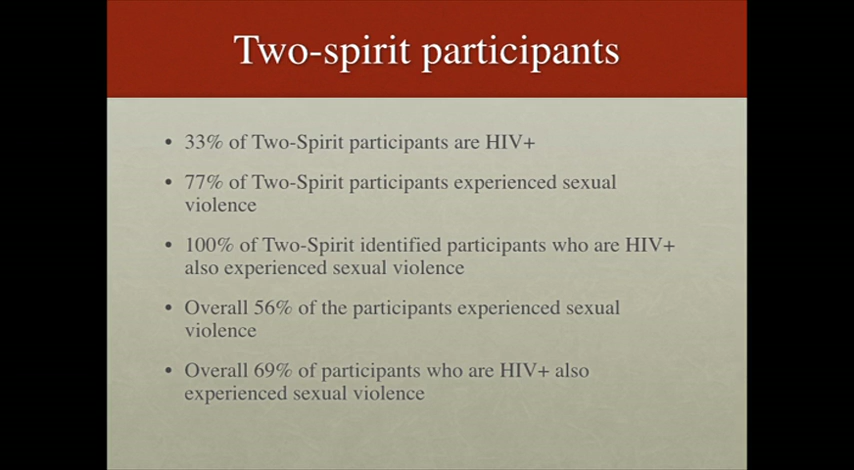 Two-spirit participants
• 33% of Two-Spirit participants are HIV+
• 77% of Two-Spirit participants experienced sexual
violence
• 100% of Two-Spirit identified participants who are HIV+
also experienced sexual violence
• Overall 56% of the participants experienced sexual
violence
• Overall 69% of participants who are HIV+ also
experienced sexual violence